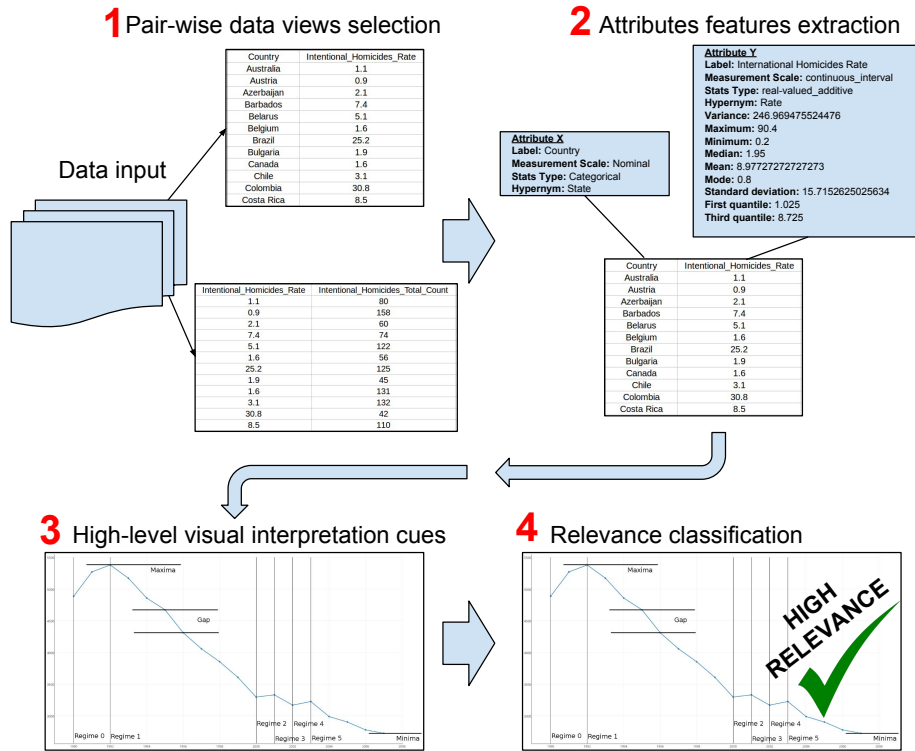 1 Pair-wise data views selection
Country Intentional_Homicides_Rate
Australia 1.1
Austria 0.9
Azerbaijan 2.1
Barbados 7.4
Belarus 5.1
Belgium 1.6
Brazil 25.2
Bulgaria 1.9
Canada 1.6
Chile 3.1
Colombia 30.8
Costa Rica 8.5
Data input
Intentional_Homicides_Rate Intentional_Homicides_Total_Count
1.1 80
0.9 158
2.1 60
7.4 74
5.1 122
1.6 56
25.2 125
1.9 45
1.6 131
3.1 132
30.8 42
8.5 110
2 Attributes features extraction
Attribute X
Label: Country
Measurement Scale: Nominal
Stats Type: Categorical
Hypernym: State
Attribute Y
Label: International Homicides Rate
Measurement Scale: continuous_interval
Stats Type: real-valued_additive
Hypernym: Rate
Variance: 246.969475524476
Maximum: 90.4
Minimum: 0.2
Median: 1.95
Mean: 8.97727272727273
Mode: 0.8
Standard deviation: 15.7152625025634
First quantile: 1.025
Third quantile: 8.725
Country Intentional_Homicides_Rate
Australia 1.1
Austria 0.9
Azerbaijan 2.1
Barbados 7.4
Belarus 5.1
Belgium 1.6
Brazil 25.2
Bulgaria 1.9
Canada 1.6
Chile 3.1
Colombia 30.8
Costa Rica 8.5
3 High-level visual interpretation cues
Maxima
Gap
Regime 2 Regime 4
Regime 0 Regime 1 Regime 3 Regime 5 Minima
4 Relevance classification
Maxima
Gap
HIGH
RELEVANCE
Regime 2 Regime 4
Regime 0 Regime 1 Regime 3 Regime 5 Minima